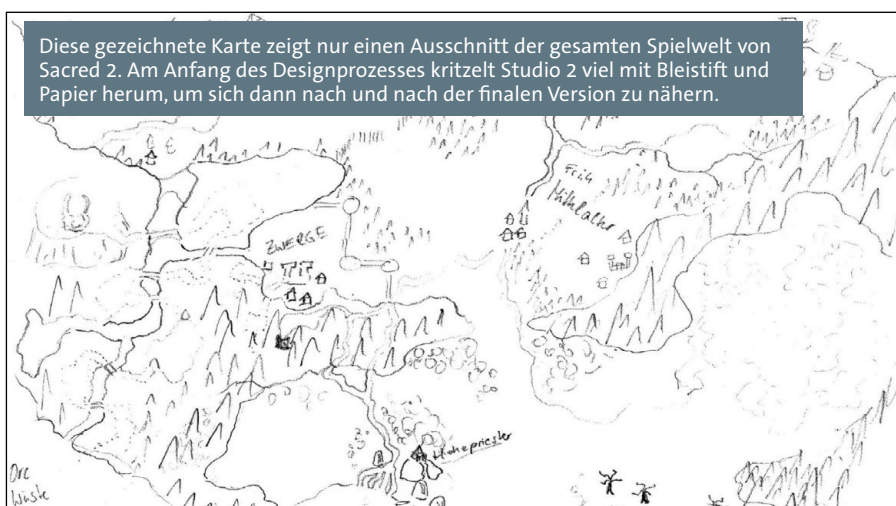 Diese gezeichnete Karte zeigt nur einen Ausschnitt der gesamten Spielwelt von
Sacred 2. Am Anfang des Designprozesses kritzelt Studio 2 viel mit Bleistift und
Papier herum, um sich dann nach und nach der finalen Version zu nähern.
Früh
Mittelalter
ZWERGE
Hohepriester
Orc
Wüste